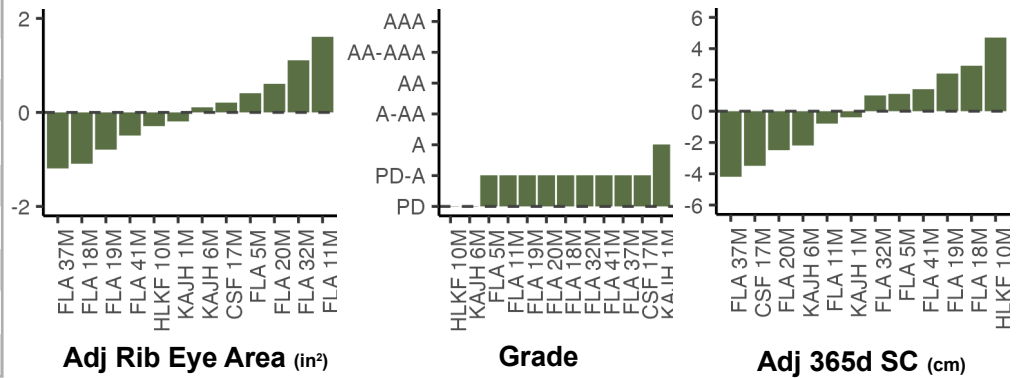 2
0
-2
FLA 37M
FLA 18M
FLA 19M
FLA 41M
HLKF 10M
KAJH 1M
KAJH 6M
CSF 17M
FLA 5M
FLA 20M
FLA 32M
FLA 11M
Adj Rib Eye Area (in²)
AAA
AA-AAA
AA
A-AA
A
PD-A
PD
HLKF 10M
KAJH 6M
FLA 5M
FLA 11M
FLA 19M
FLA 20M
FLA 18M
FLA 32M
FLA 41M
FLA 37M
CSF 17M
KAJH 1M
Grade
6
4
2
0
-2
-4
-6
FLA 37M
CSF 17M
FLA 20M
KAJH 6M
FLA 11M
KAJH 1M
FLA 32M
FLA 5M
FLA 41M
FLA 19M
FLA 18M
HLKF 10M
Adj 365d SC (cm)